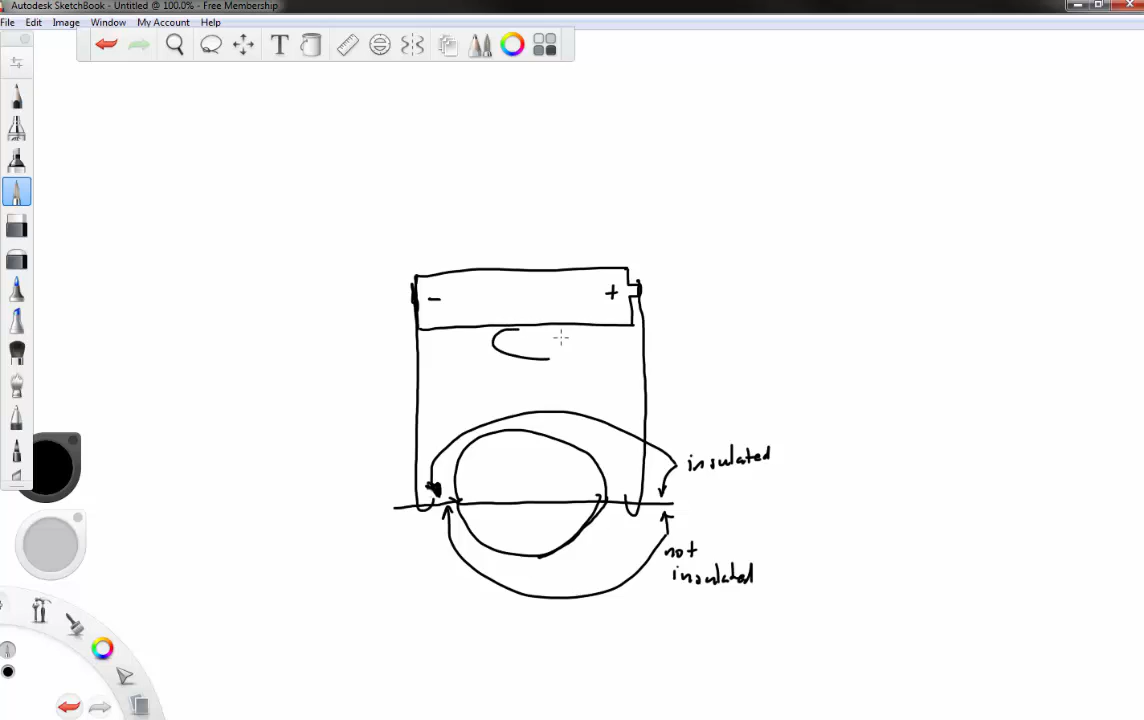 Autodesk SketchBook - Untitled @ 100.0% - Free Membership
File Edit Image Window My Account Help
T
- +
insulated
not
insulated